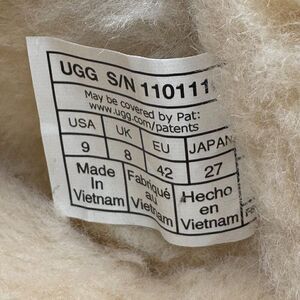 UGG S/N 110111
May be covered by Pat:
www.ugg.com/patents
USA UK EU JAPAN
9 8 42 27
Made In Vietnam
Fabriqué au Vietnam
Hecho en Vietnam